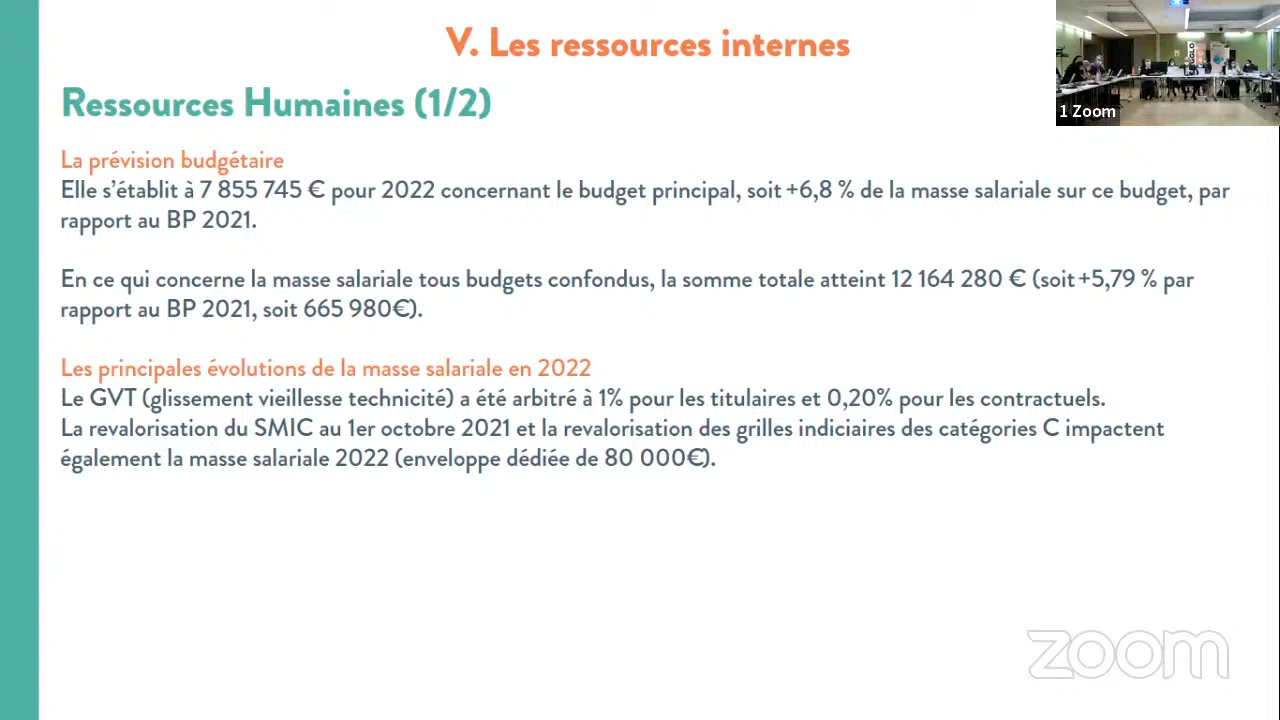 V. Les ressources internes
Ressources Humaines (1/2)
1 Zoom
La prévision budgétaire
Elle s'établit à 7 855 745 € pour 2022 concernant le budget principal, soit +6,8 % de la masse salariale sur ce budget, par
rapport au BP 2021.
En ce qui concerne la masse salariale tous budgets confondus, la somme totale atteint 12 164 280 € (soit +5,79 % par
rapport au BP 2021, soit 665 980€).
Les principales évolutions de la masse salariale en 2022
Le GVT (glissement vieillesse technicité) a été arbitré à 1% pour les titulaires et 0,20% pour les contractuels.
La revalorisation du SMIC au 1er octobre 2021 et la revalorisation des grilles indiciaires des catégories C impactent
également la masse salariale 2022 (enveloppe dédiée de 80 000€).
zoom